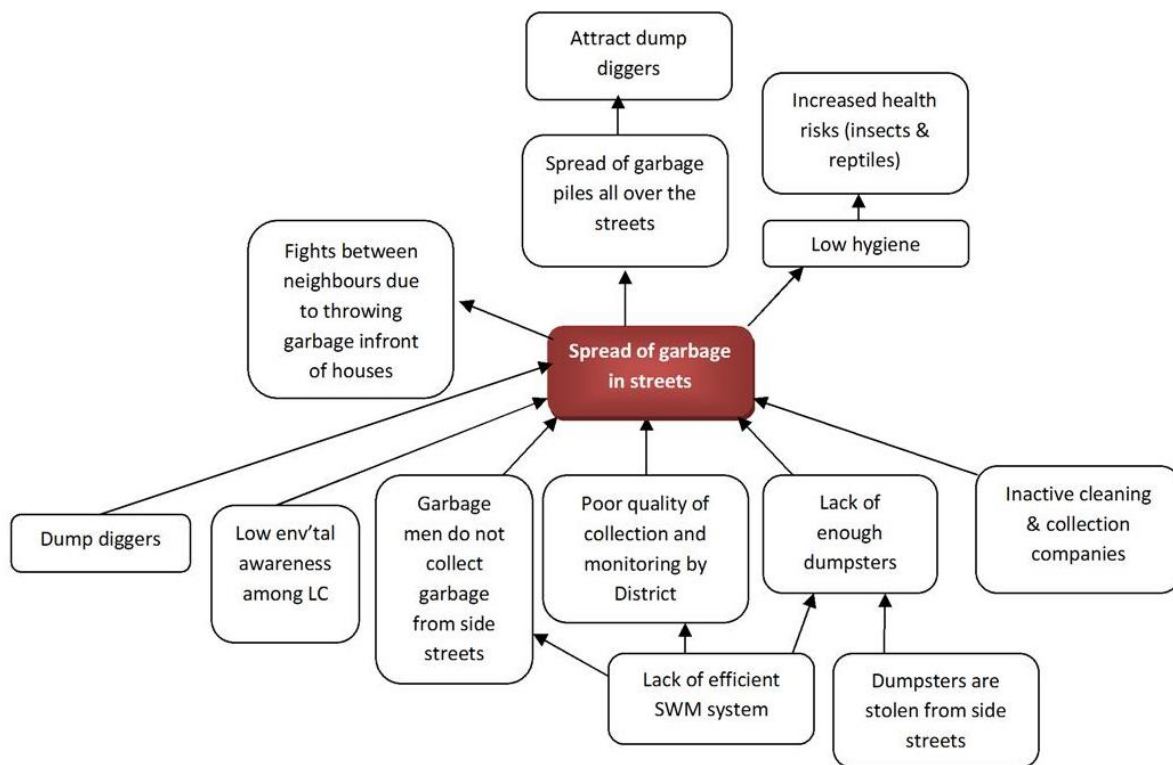 Attract dump
diggers
Increased health
risks (insects &
reptiles)
Spread of garbage
piles all over the
streets
Low hygiene
Fights between
neighbours due
to throwing
garbage infront
of houses
Spread of garbage
in streets
Dump diggers
Low env’tal
awareness
among LC
Garbage
men do not
collect
garbage
from side
streets
Poor quality of
collection and
monitoring by
District
Lack of
enough
dumpsters
Inactive cleaning
& collection
companies
Lack of efficient
SWM system
Dumpsters are
stolen from side
streets